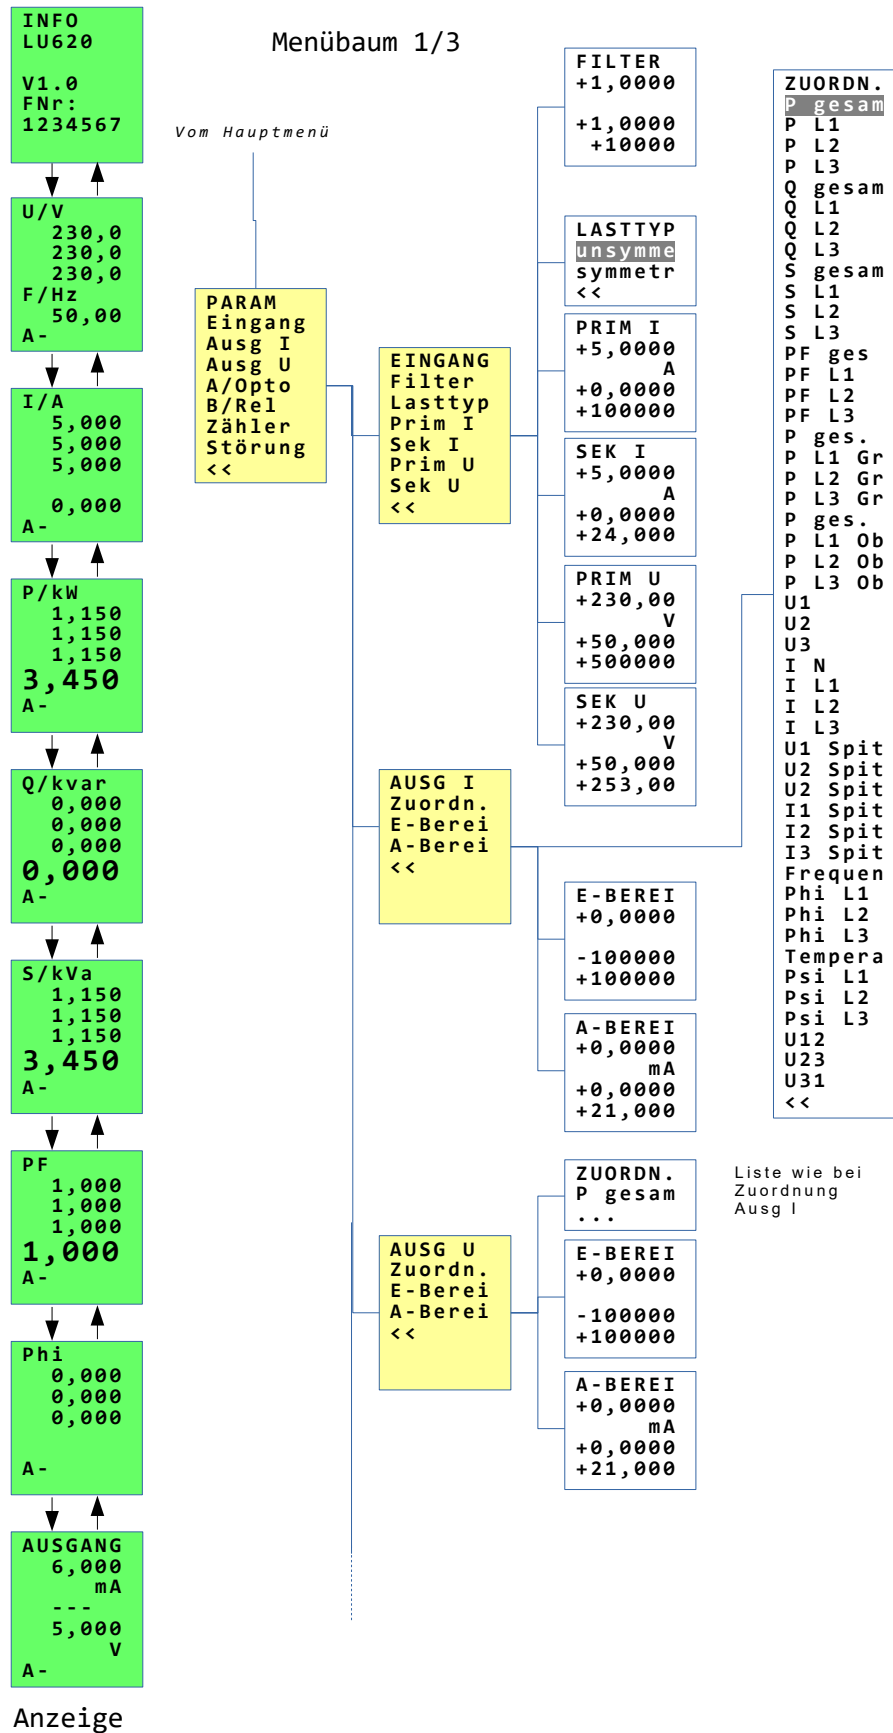 Menübaum 1/3
INFO
LU620
V1.0
FNr:
1234567
U/V
230,0
230,0
230,0
F/Hz
50,00
A-
I/A
5,000
5,000
5,000
0,000
A-
P/kW
1,150
1,150
1,150
3,450
A-
Q/kvar
0,000
0,000
0,000
0,000
A-
S/kVa
1,150
1,150
1,150
3,450
A-
PF
1,000
1,000
1,000
1,000
A-
Phi
0,000
0,000
0,000
A-
AUSGANG
6,000
mA
---
5,000
V
A-
Anzeige
Vom Hauptmenü
PARAM
Eingang
Ausg I
Ausg U
A/Opto
B/Rel
Zähler
Störung
<<
EINGANG
Filter
Lasttyp
Prim I
Sek I
Prim U
Sek U
<<
AUSG I
Zuordn.
E-Berei
A-Berei
<<
AUSG U
Zuordn.
E-Berei
A-Berei
<<
FILTER
+1,0000
+1,0000
+10000
LASTTYP
unsymme
symmetr
<<
PRIM I
+5,0000
A
+0,0000
+100000
SEK I
+5,0000
A
+0,0000
+24,000
PRIM U
+230,00
V
+50,000
+500000
SEK U
+230,00
V
+50,000
+253,00
E-BEREI
+0,0000
-100000
+100000
A-BEREI
+0,0000
mA
+0,0000
+21,000
ZUORDN.
P gesam
...
E-BEREI
+0,0000
-100000
+100000
A-BEREI
+0,0000
mA
+0,0000
+21,000
ZUORDN.
P gesam
P L1
P L2
P L3
Q gesam
Q L1
Q L2
Q L3
S gesam
S L1
S L2
S L3
PF ges
PF L1
PF L2
PF L3
P ges.
P L1 Gr
P L2 Gr
P L3 Gr
P ges.
P L1 Ob
P L2 Ob
P L3 Ob
U1
U2
U3
I N
I L1
I L2
I L3
U1 Spit
U2 Spit
U2 Spit
I1 Spit
I2 Spit
I3 Spit
Frequen
Phi L1
Phi L2
Phi L3
Tempera
Psi L1
Psi L2
Psi L3
U12
U23
U31
<<
Liste wie bei
Zuordnung
Ausg I